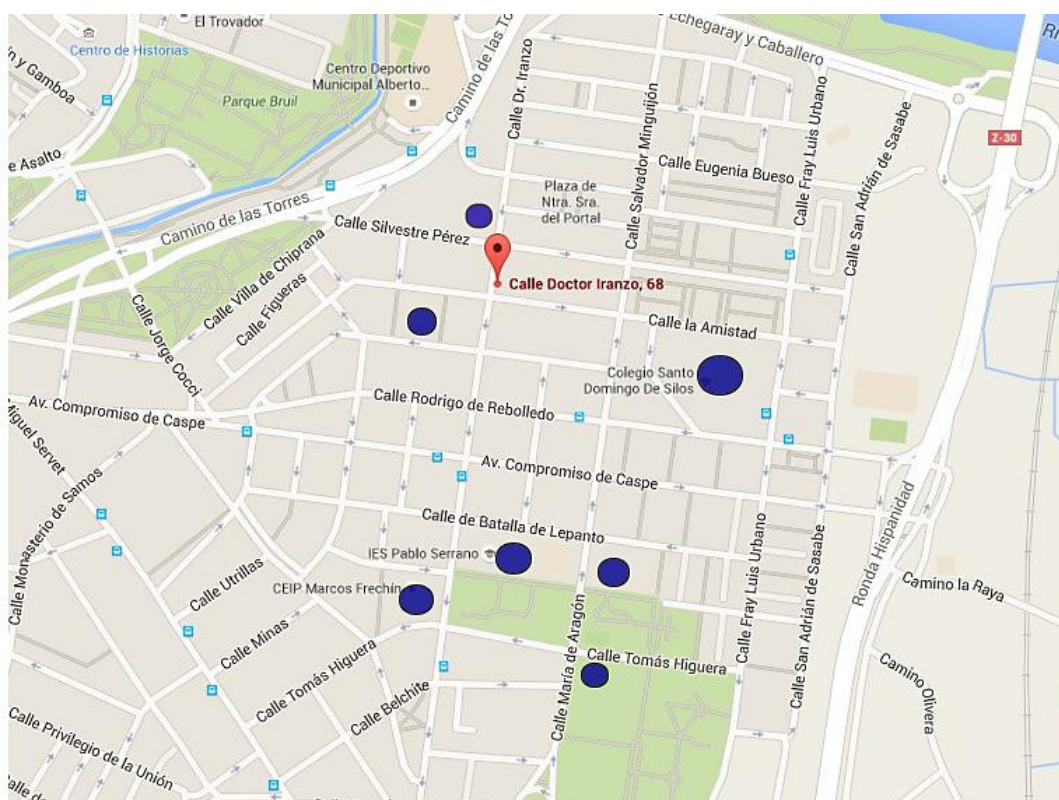 El Trovador
Centro de Historias
Echegaray y Caballero
Calle Dr. Iranzo
Camino de las
Centro Deportivo
Municipal Alberto...
Parque Bruil
Calle Salvador Minguijón
Calle Fray Luis Urbano
Calle San Adrián de Sasabe
Z-30
Asalto
Calle Eugenia Bueso
Plaza de
Ntra. Sra.
del Portal
Camino de las Torres
Calle Silvestre Pérez
Calle Villa de Chiprana
Calle Figueras
Calle Doctor Iranzo, 68
Calle la Amistad
Calle Jorge Cocci
Colegio Santo
Domingo De Silos
Av. Compromiso de Caspe
Calle Rodrigo de Rebolledo
Miguel Servet
Av. Compromiso de Caspe
Calle Monasterio de Samos
Calle de Batalla de Lepanto
IES Pablo Serrano
Calle Fray Luis Urbano
Calle San Adrián de Sasabe
Ronda Hispanidad
Calle Utrillas
CEIP Marcos Frechín
Camino la Raya
Calle Minas
Calle María de Aragón
Calle Tomás Higuera
Calle Tomás Higuera
Calle Belchite
Camino Olivera
Calle Privilegio de la Unión